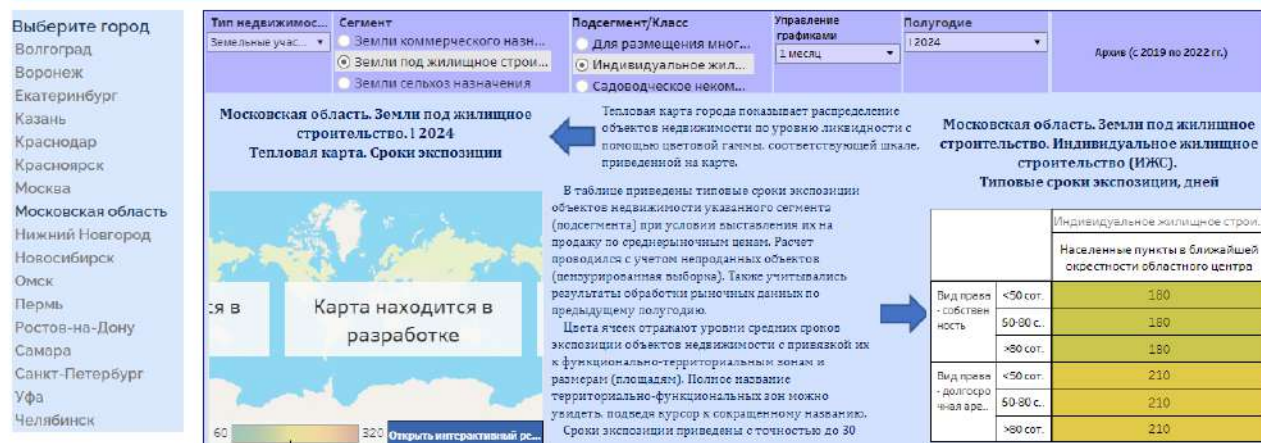 Выберите город
Волгоград
Воронеж
Екатеринбург
Казань
Краснодар
Красноярск
Москва
Московская область
Нижний Новгород
Новосибирск
Омск
Пермь
Ростов-на-Дону
Самара
Санкт-Петербург
Уфа
Челябинск
Тип недвижимос...
Земельные учас...
Сегмент
Земли коммерческого назн...
Земли под жилищное строи...
Земли сельхоз назначения
Подсегмент/Класс
Для размещения мног...
Индивидуальное жил...
Садоводческое неком...
Управление
графиками
1 месяц
Полугодие
I 2024
Архив (с 2019 по 2022 гг.)
Московская область. Земли под жилищное
строительство. I 2024
Тепловая карта. Сроки экспозиции
ся в
Карта находится в
разработке
60
320
Открыть интерактивный ре...
Тепловая карта города показывает распределение
объектов недвижимости по уровню ликвидности с
помощью цветовой гаммы, соответствующей шкале,
приведенной на карте.
В таблице приведены типовые сроки экспозиции
объектов недвижимости указанного сегмента
(подсегмента) при условии выставления их на
продажу по среднерыночным ценам. Расчет
проводился с учетом непроданных объектов
(цензурированная выборка). Также учитывались
результаты обработки рыночных данных по
предыдущему полугодию.
Цвета ячеек отражают уровни средних сроков
экспозиции объектов недвижимости с привязкой их
к функционально-территориальным зонам и
размерам (площадям). Полное название
территориально-функциональных зон можно
увидеть, подведя курсор к сокращенному названию.
Сроки экспозиции приведены с точностью до 30
Московская область. Земли под жилищное
строительство. Индивидуальное жилищное
строительство (ИЖС).
Типовые сроки экспозиции, дней
Индивидуальное жилищное строи..
Населенные пункты в ближайшей
окрестности областного центра
Вид права
- собствен
ность
<50 сот.
180
50-80 с..
180
>80 сот.
180
Вид права
- долгосро
чная аре..
<50 сот.
210
50-80 с..
210
>80 сот.
210